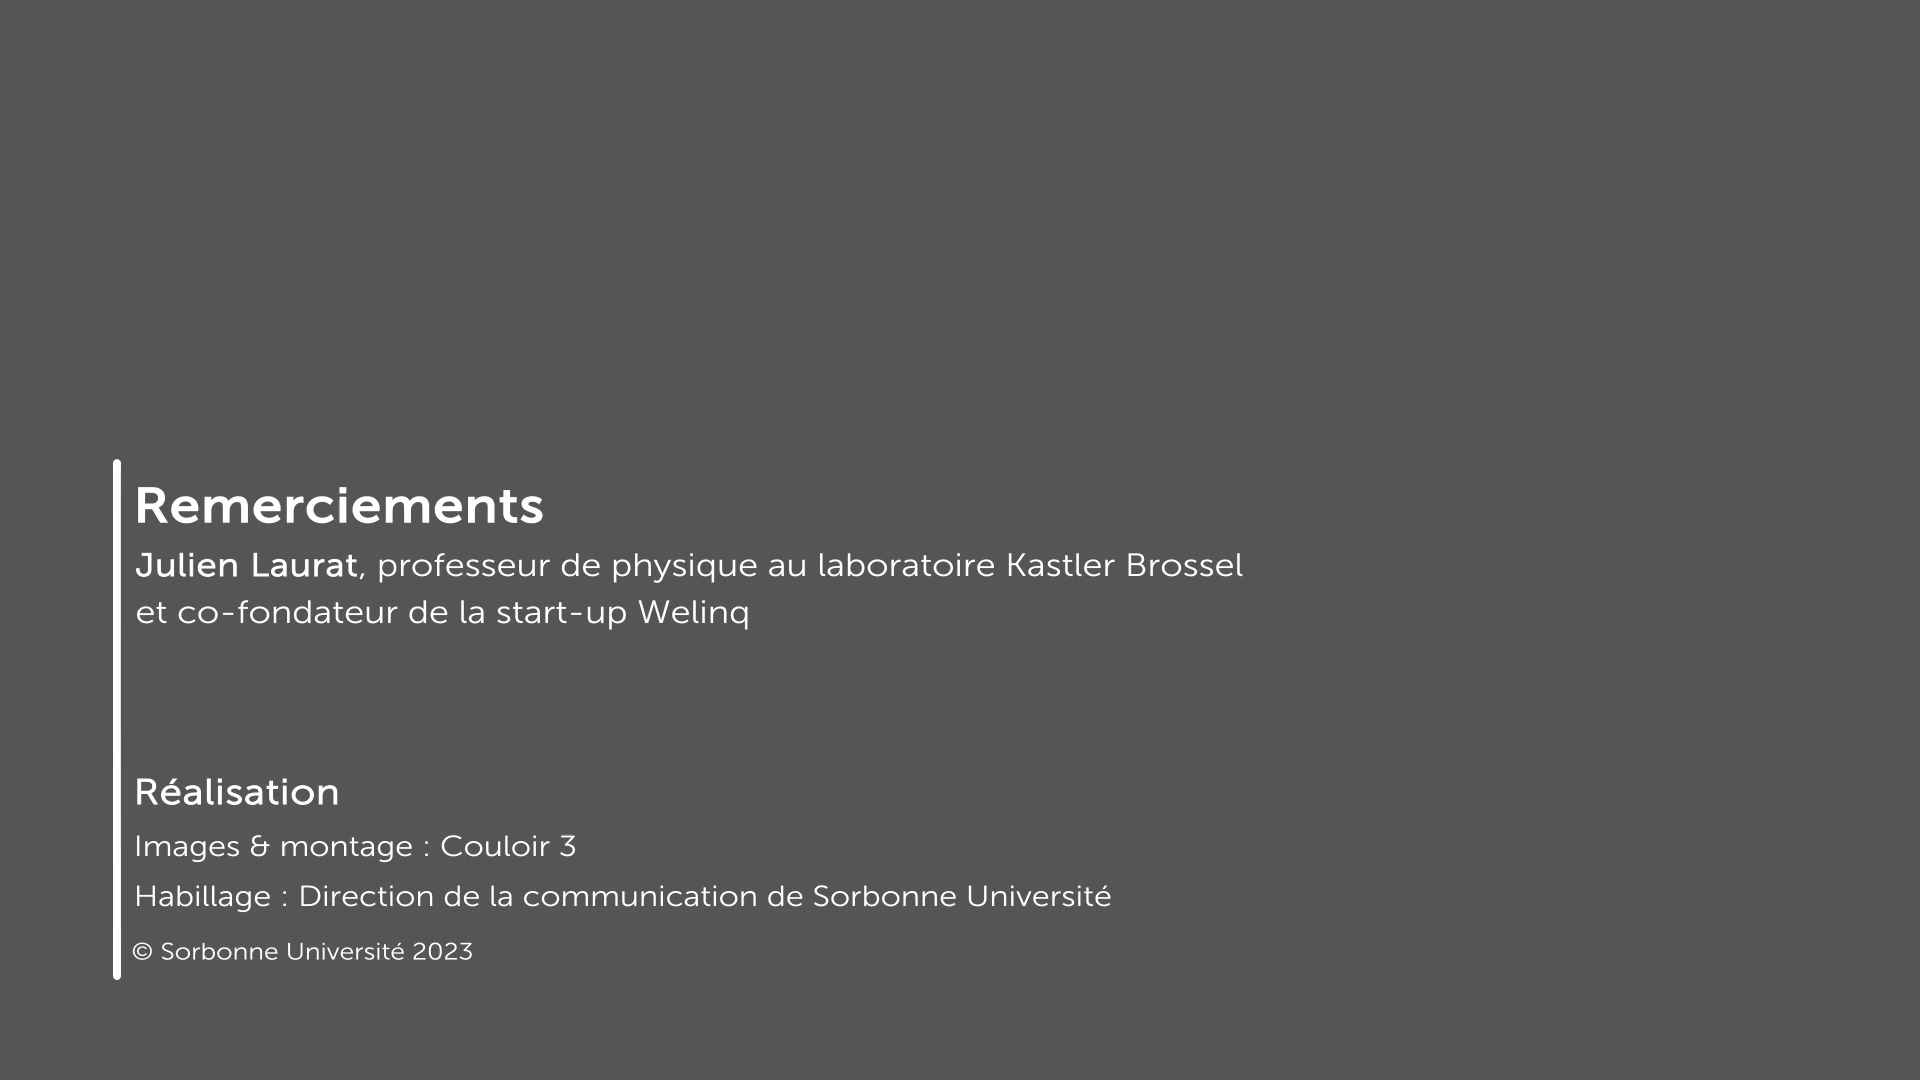 Remerciements
Julien Laurat, professeur de physique au laboratoire Kastler Brossel
et co-fondateur de la start-up Welinq
Réalisation
Images & montage : Couloir 3
Habillage : Direction de la communication de Sorbonne Université
© Sorbonne Université 2023